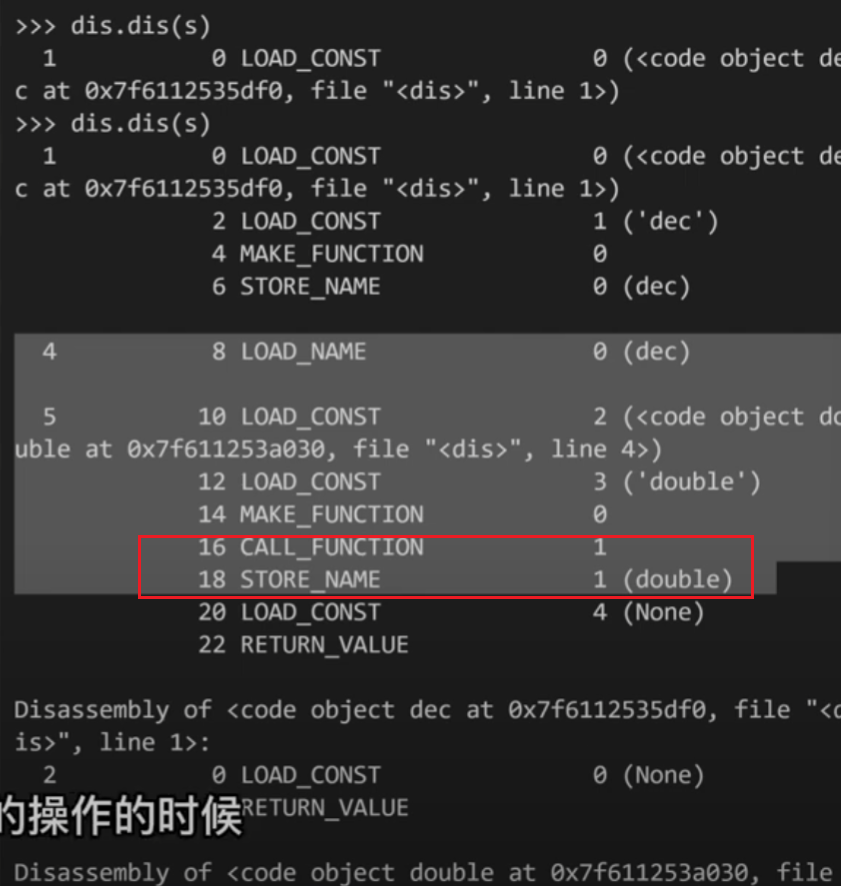 >>> dis.dis(s)
  1           0 LOAD_CONST               0 (<code object de
c at 0x7f6112535df0, file "<dis>", line 1>)
>>> dis.dis(s)
  1           0 LOAD_CONST               0 (<code object de
c at 0x7f6112535df0, file "<dis>", line 1>)
              2 LOAD_CONST               1 ('dec')
              4 MAKE_FUNCTION            0
              6 STORE_NAME               0 (dec)
  4           8 LOAD_NAME                0 (dec)
  5          10 LOAD_CONST               2 (<code object do
uble at 0x7f611253a030, file "<dis>", line 4>)
             12 LOAD_CONST               3 ('double')
             14 MAKE_FUNCTION            0
             16 CALL_FUNCTION            1
             18 STORE_NAME               1 (double)
             20 LOAD_CONST               4 (None)
             22 RETURN_VALUE
Disassembly of <code object dec at 0x7f6112535df0, file "<d
is>", line 1>:
  2           0 LOAD_CONST               0 (None)
的操作的时候 RETURN_VALUE
Disassembly of <code object double at 0x7f611253a030, file